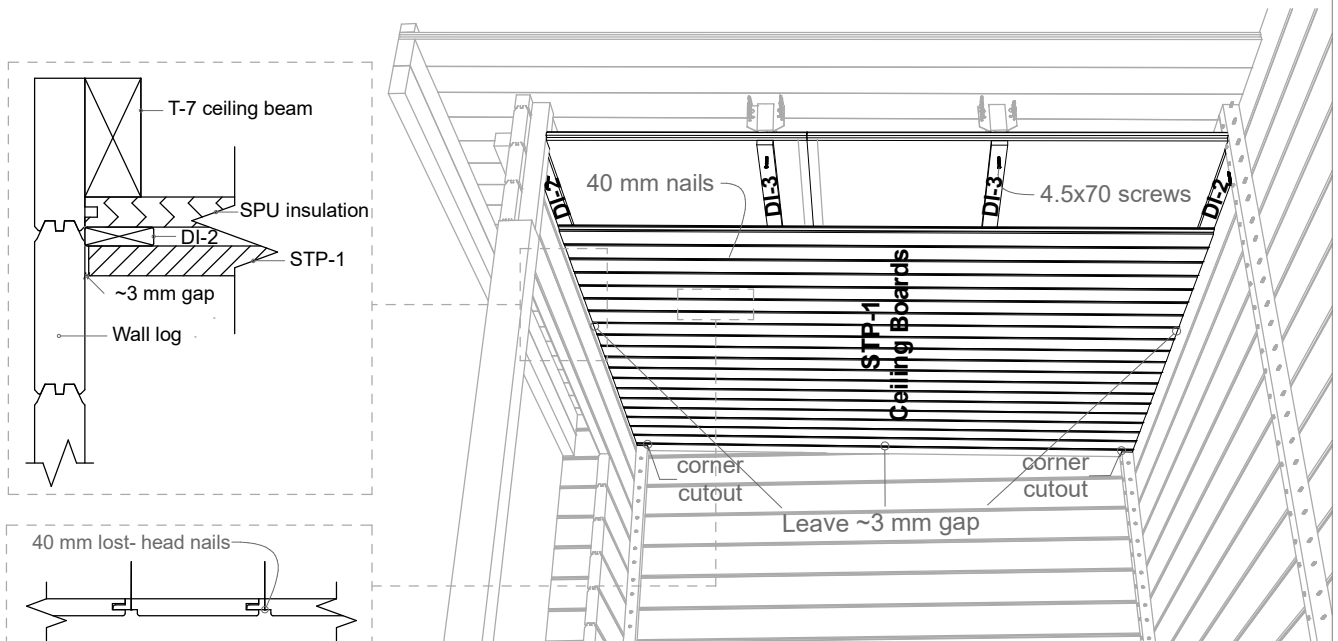 T-7 ceiling beam
SPU insulation
DI-2
STP-1
~3 mm gap
Wall log
40 mm lost- head nails
DI-2
DI-3
DI-3
DI-2
40 mm nails
4.5x70 screws
STP-1
Ceiling Boards
corner
cutout
corner
cutout
Leave ~3 mm gap